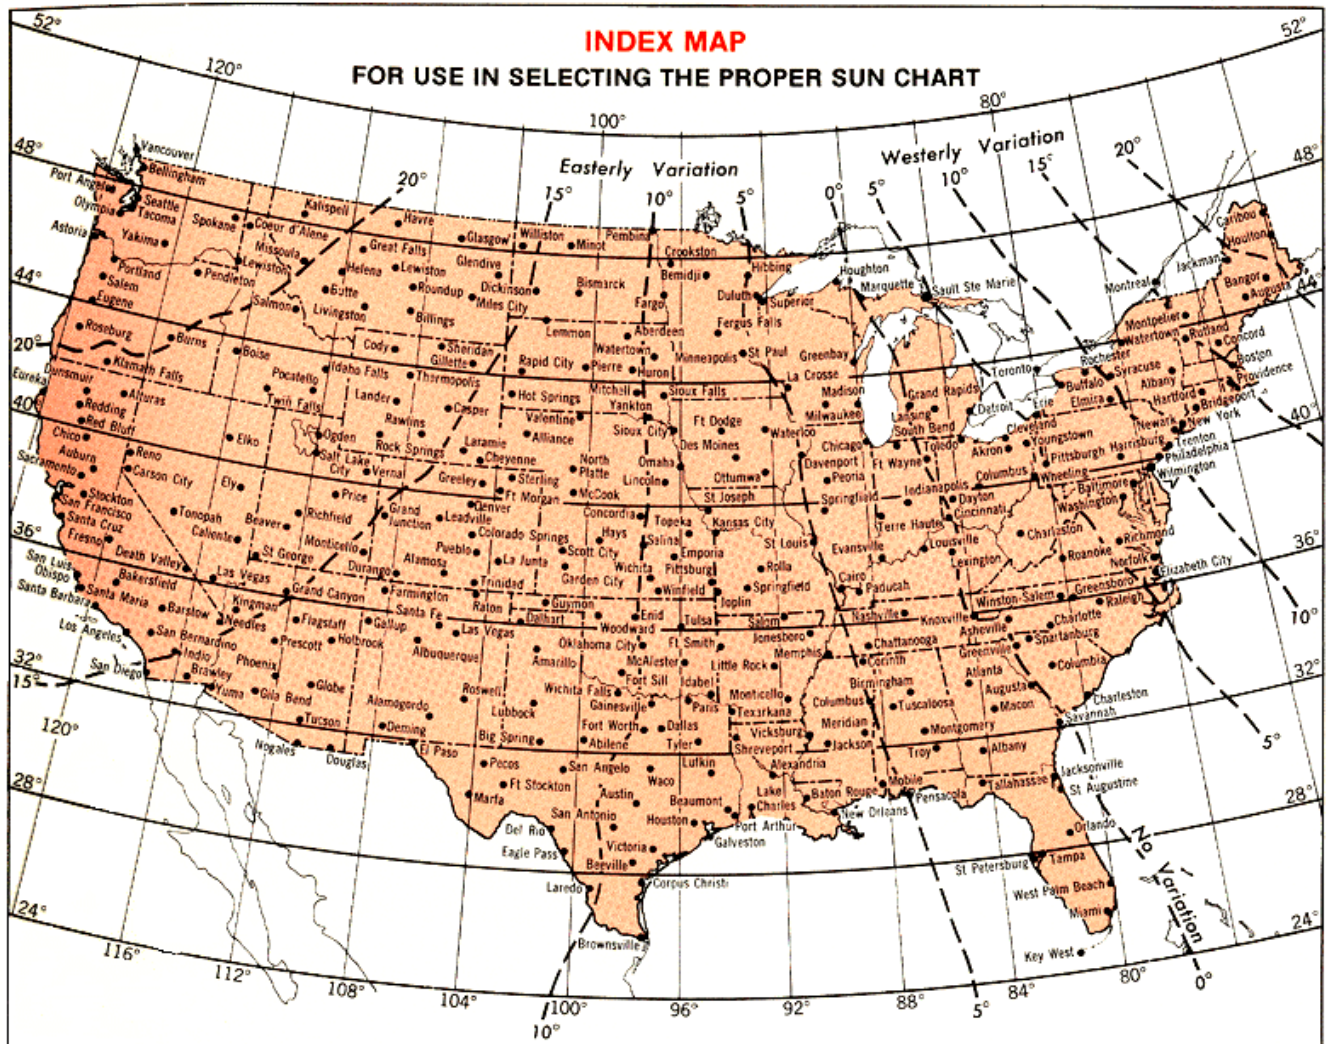 INDEX MAP
FOR USE IN SELECTING THE PROPER SUN CHART
52°
52°
120°
100°
80°
Easterly Variation
Westerly Variation
20°
15°
10°
5°
0°
5°
10°
15°
20°
48°
48°
Vancouver
Bellingham
Port Angeles
Seattle
Olympia
Tacoma
Astoria
Yakima
Spokane
Coeur d'Alene
Kalispell
Havre
Glasgow
Williston
Minot
Pembina
Crookston
Caribou
Houlton
Missoula
Great Falls
Lewiston
Helena
Lewiston
Glendive
Dickinson
Bismarck
Bemidji
Hibbing
Houghton
Marquette
Sault Ste Marie
Jackman
Bangor
Augusta
Montreal
Portland
Pendleton
Salem
Eugene
44°
44°
Salmon
Butte
Livingston
Roundup
Miles City
Billings
Fargo
Duluth
Superior
Fergus Falls
Montpelier
Watertown
Rutland
Concord
Roseburg
Burns
Boise
Cody
Sheridan
Gillette
Lemmon
Aberdeen
Watertown
Minneapolis
St Paul
Greenbay
Toronto
Rochester
Syracuse
Boston
20°
Klamath Falls
Idaho Falls
Thermopolis
Rapid City
Pierre
Huron
La Crosse
Buffalo
Albany
Providence
Eureka
Dunsmuir
Alturas
Pocatello
Twin Falls
Lander
Casper
Hot Springs
Mitchell
Sioux Falls
Madison
Milwaukee
Grand Rapids
Lansing
Detroit
Erie
Elmira
Hartford
Bridgeport
40°
40°
Redding
Red Bluff
Chico
Elko
Ogden
Rawlins
Rock Springs
Laramie
Cheyenne
Valentine
Alliance
Yankton
Sioux City
Ft Dodge
Des Moines
Waterloo
Chicago
South Bend
Toledo
Cleveland
Akron
Youngstown
Newark
New York
Harrisburg
Trenton
Philadelphia
Wilmington
Auburn
Reno
Carson City
Sacramento
Salt Lake City
Vernal
Greeley
Sterling
Ft Morgan
North Platte
McCook
Omaha
Lincoln
Ottumwa
St Joseph
Davenport
Peoria
Ft Wayne
Columbus
Pittsburgh
Wheeling
Baltimore
Washington
Stockton
San Francisco
Santa Cruz
Fresno
Ely
Tonopah
Caliente
Price
Richfield
Beaver
Grand Junction
Denver
Leadville
Colorado Springs
Pueblo
La Junta
Concordia
Hays
Salina
Topeka
Emporia
Kansas City
Springfield
Indianapolis
Terre Haute
Dayton
Cincinnati
Charleston
Richmond
Roanoke
Norfolk
36°
36°
San Luis Obispo
Death Valley
St George
Monticello
Durango
Alamosa
Trinidad
Scott City
Garden City
Wichita
Pittsburg
St Louis
Rolla
Springfield
Evansville
Louisville
Lexington
Elizabeth City
Bakersfield
Santa Maria
Santa Barbara
Las Vegas
Grand Canyon
Farmington
Raton
Guymon
Winfield
Joplin
Cairo
Paducah
Winston-Salem
Greensboro
Raleigh
10°
Barstow
Kingman
Needles
Flagstaff
Gallup
Santa Fe
Las Vegas
Dalhart
Woodward
Enid
Tulsa
Salem
Jonesboro
Nashville
Knoxville
Asheville
Charlotte
Los Angeles
San Bernardino
Indio
Prescott
Holbrook
Albuquerque
Amarillo
Oklahoma City
McAlester
Ft Smith
Little Rock
Memphis
Chattanooga
Corinth
Greenville
Spartanburg
32°
32°
San Diego
Brawley
Yuma
Phoenix
Globe
Gila Bend
Alamogordo
Roswell
Lubbock
Fort Sill
Wichita Falls
Gainesville
Idabel
Paris
Texarkana
Monticello
Birmingham
Columbus
Tuscaloosa
Atlanta
Augusta
Macon
Columbia
Charleston
Savannah
15°
120°
Tucson
Nogales
Douglas
Deming
El Paso
Big Spring
Abilene
Fort Worth
Dallas
Tyler
Shreveport
Vicksburg
Meridian
Jackson
Montgomery
Troy
Albany
5°
Pecos
Ft Stockton
San Angelo
Waco
Lufkin
Alexandria
Mobile
Pensacola
Tallahassee
Jacksonville
St Augustine
28°
28°
Marfa
Austin
San Antonio
Del Rio
Eagle Pass
Houston
Beaumont
Lake Charles
Port Arthur
Galveston
Baton Rouge
New Orleans
Orlando
Victoria
Beeville
Laredo
Corpus Christi
St Petersburg
Tampa
West Palm Beach
Miami
Key West
No Variation
24°
24°
Brownsville
116°
112°
108°
104°
100°
96°
92°
88°
84°
80°
10°
5°
0°